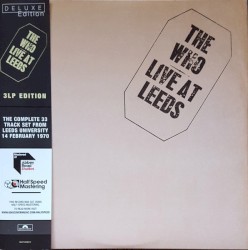 DELUXE
Edition
3LP EDITION
THE COMPLETE 33
TRACK SET FROM
LEEDS UNIVERSITY
14 FEBRUARY 1970
Half Speed
Mastering
THE
WHO
LIVE AT
LEEDS